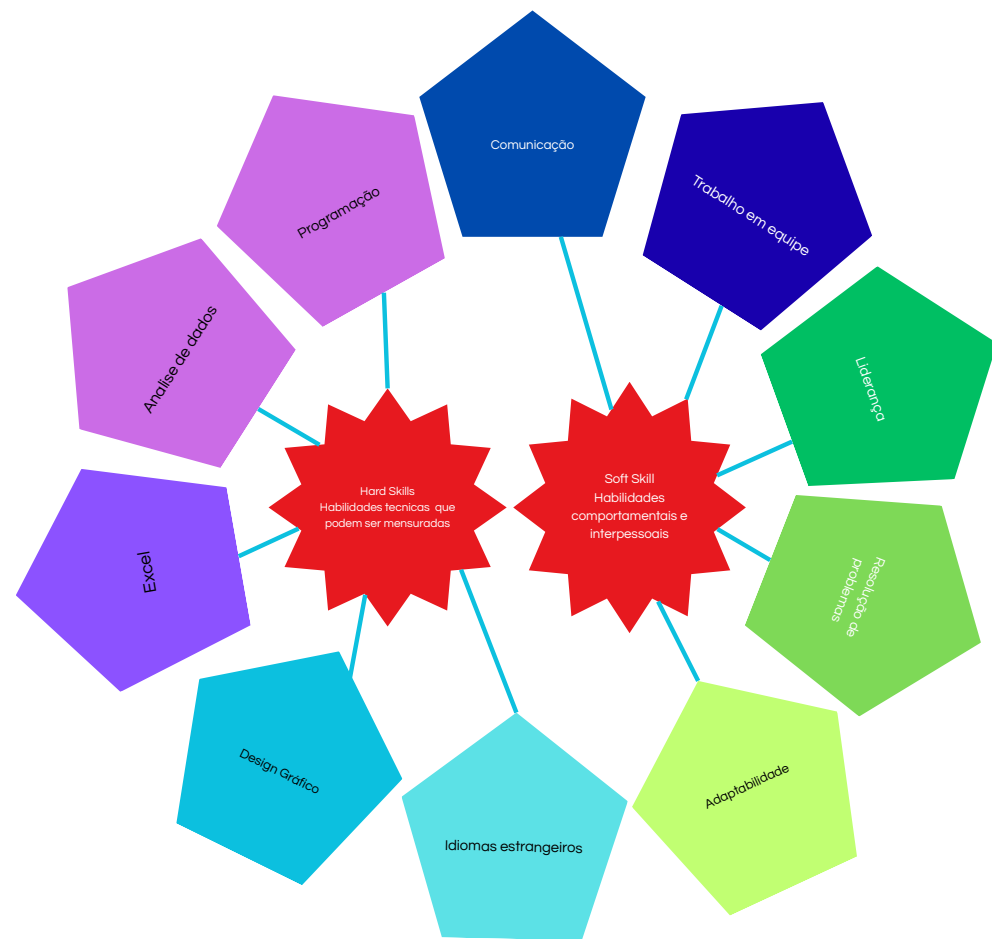 Comunicação
Programação
Trabalho em equipe
Analise de dados
Liderança
Hard Skills
Habilidades tecnicas  que
podem ser mensuradas
Soft Skill
Habilidades
comportamentais e
interpessoais
Excel
Resolução de
problemas
Design Gráfico
Adaptabilidade
Idiomas estrangeiros